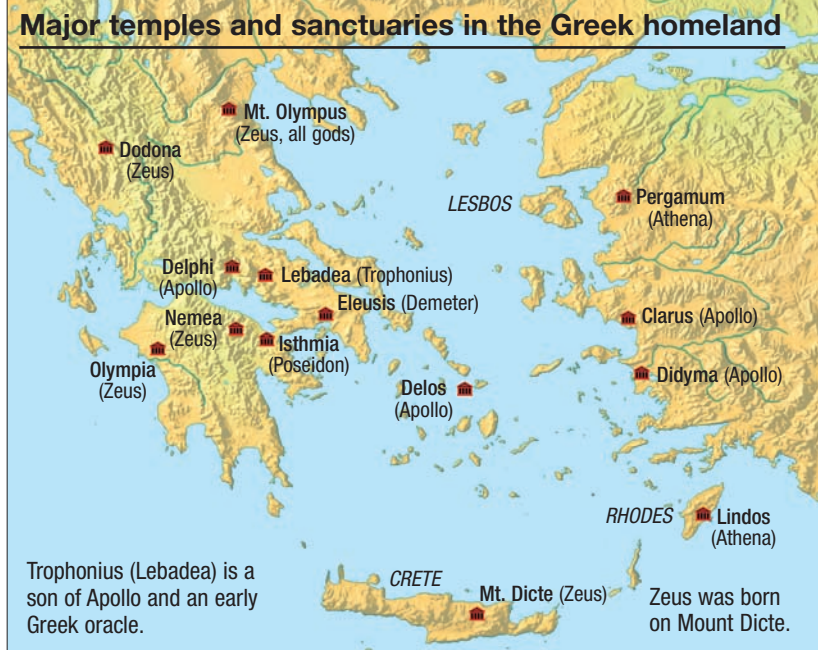 Major temples and sanctuaries in the Greek homeland
Mt. Olympus
(Zeus, all gods)
Dodona
(Zeus)
LESBOS
Pergamum
(Athena)
Delphi
(Apollo)
Lebadea (Trophonius)
Eleusis (Demeter)
Nemea
(Zeus)
Isthmia
(Poseidon)
Clarus (Apollo)
Olympia
(Zeus)
Delos
(Apollo)
Didyma (Apollo)
RHODES
Lindos
(Athena)
CRETE
Mt. Dicte (Zeus)
Trophonius (Lebadea) is a
son of Apollo and an early
Greek oracle.
Zeus was born
on Mount Dicte.